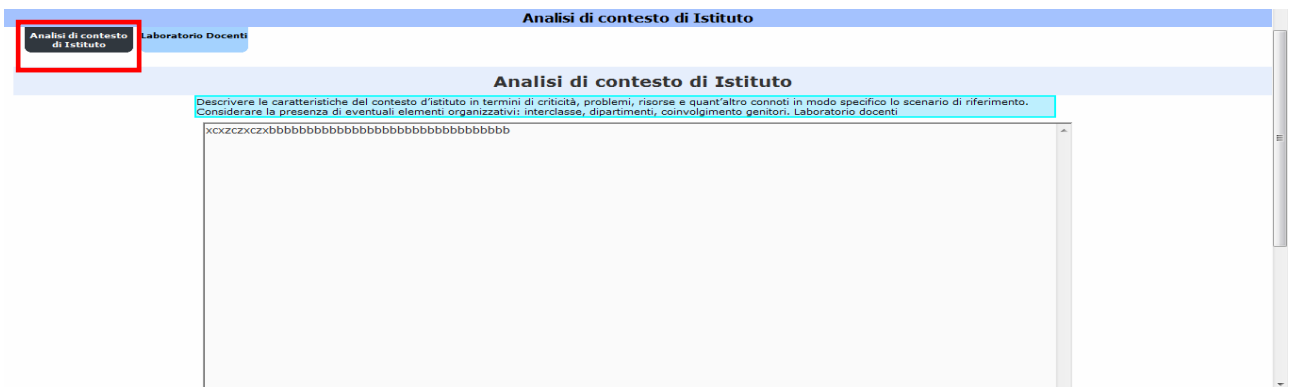 Analisi di contesto di Istituto
Analisi di contesto
di Istituto
Laboratorio Docenti
Analisi di contesto di Istituto
Descrivere le caratteristiche del contesto d'istituto in termini di criticità, problemi, risorse e quant'altro connoti in modo specifico lo scenario di riferimento.
Considerare la presenza di eventuali elementi organizzativi: interclasse, dipartimenti, coinvolgimento genitori. Laboratorio docenti
xcxzczxczxbbbbbbbbbbbbbbbbbbbbbbbbbbbbbbbb